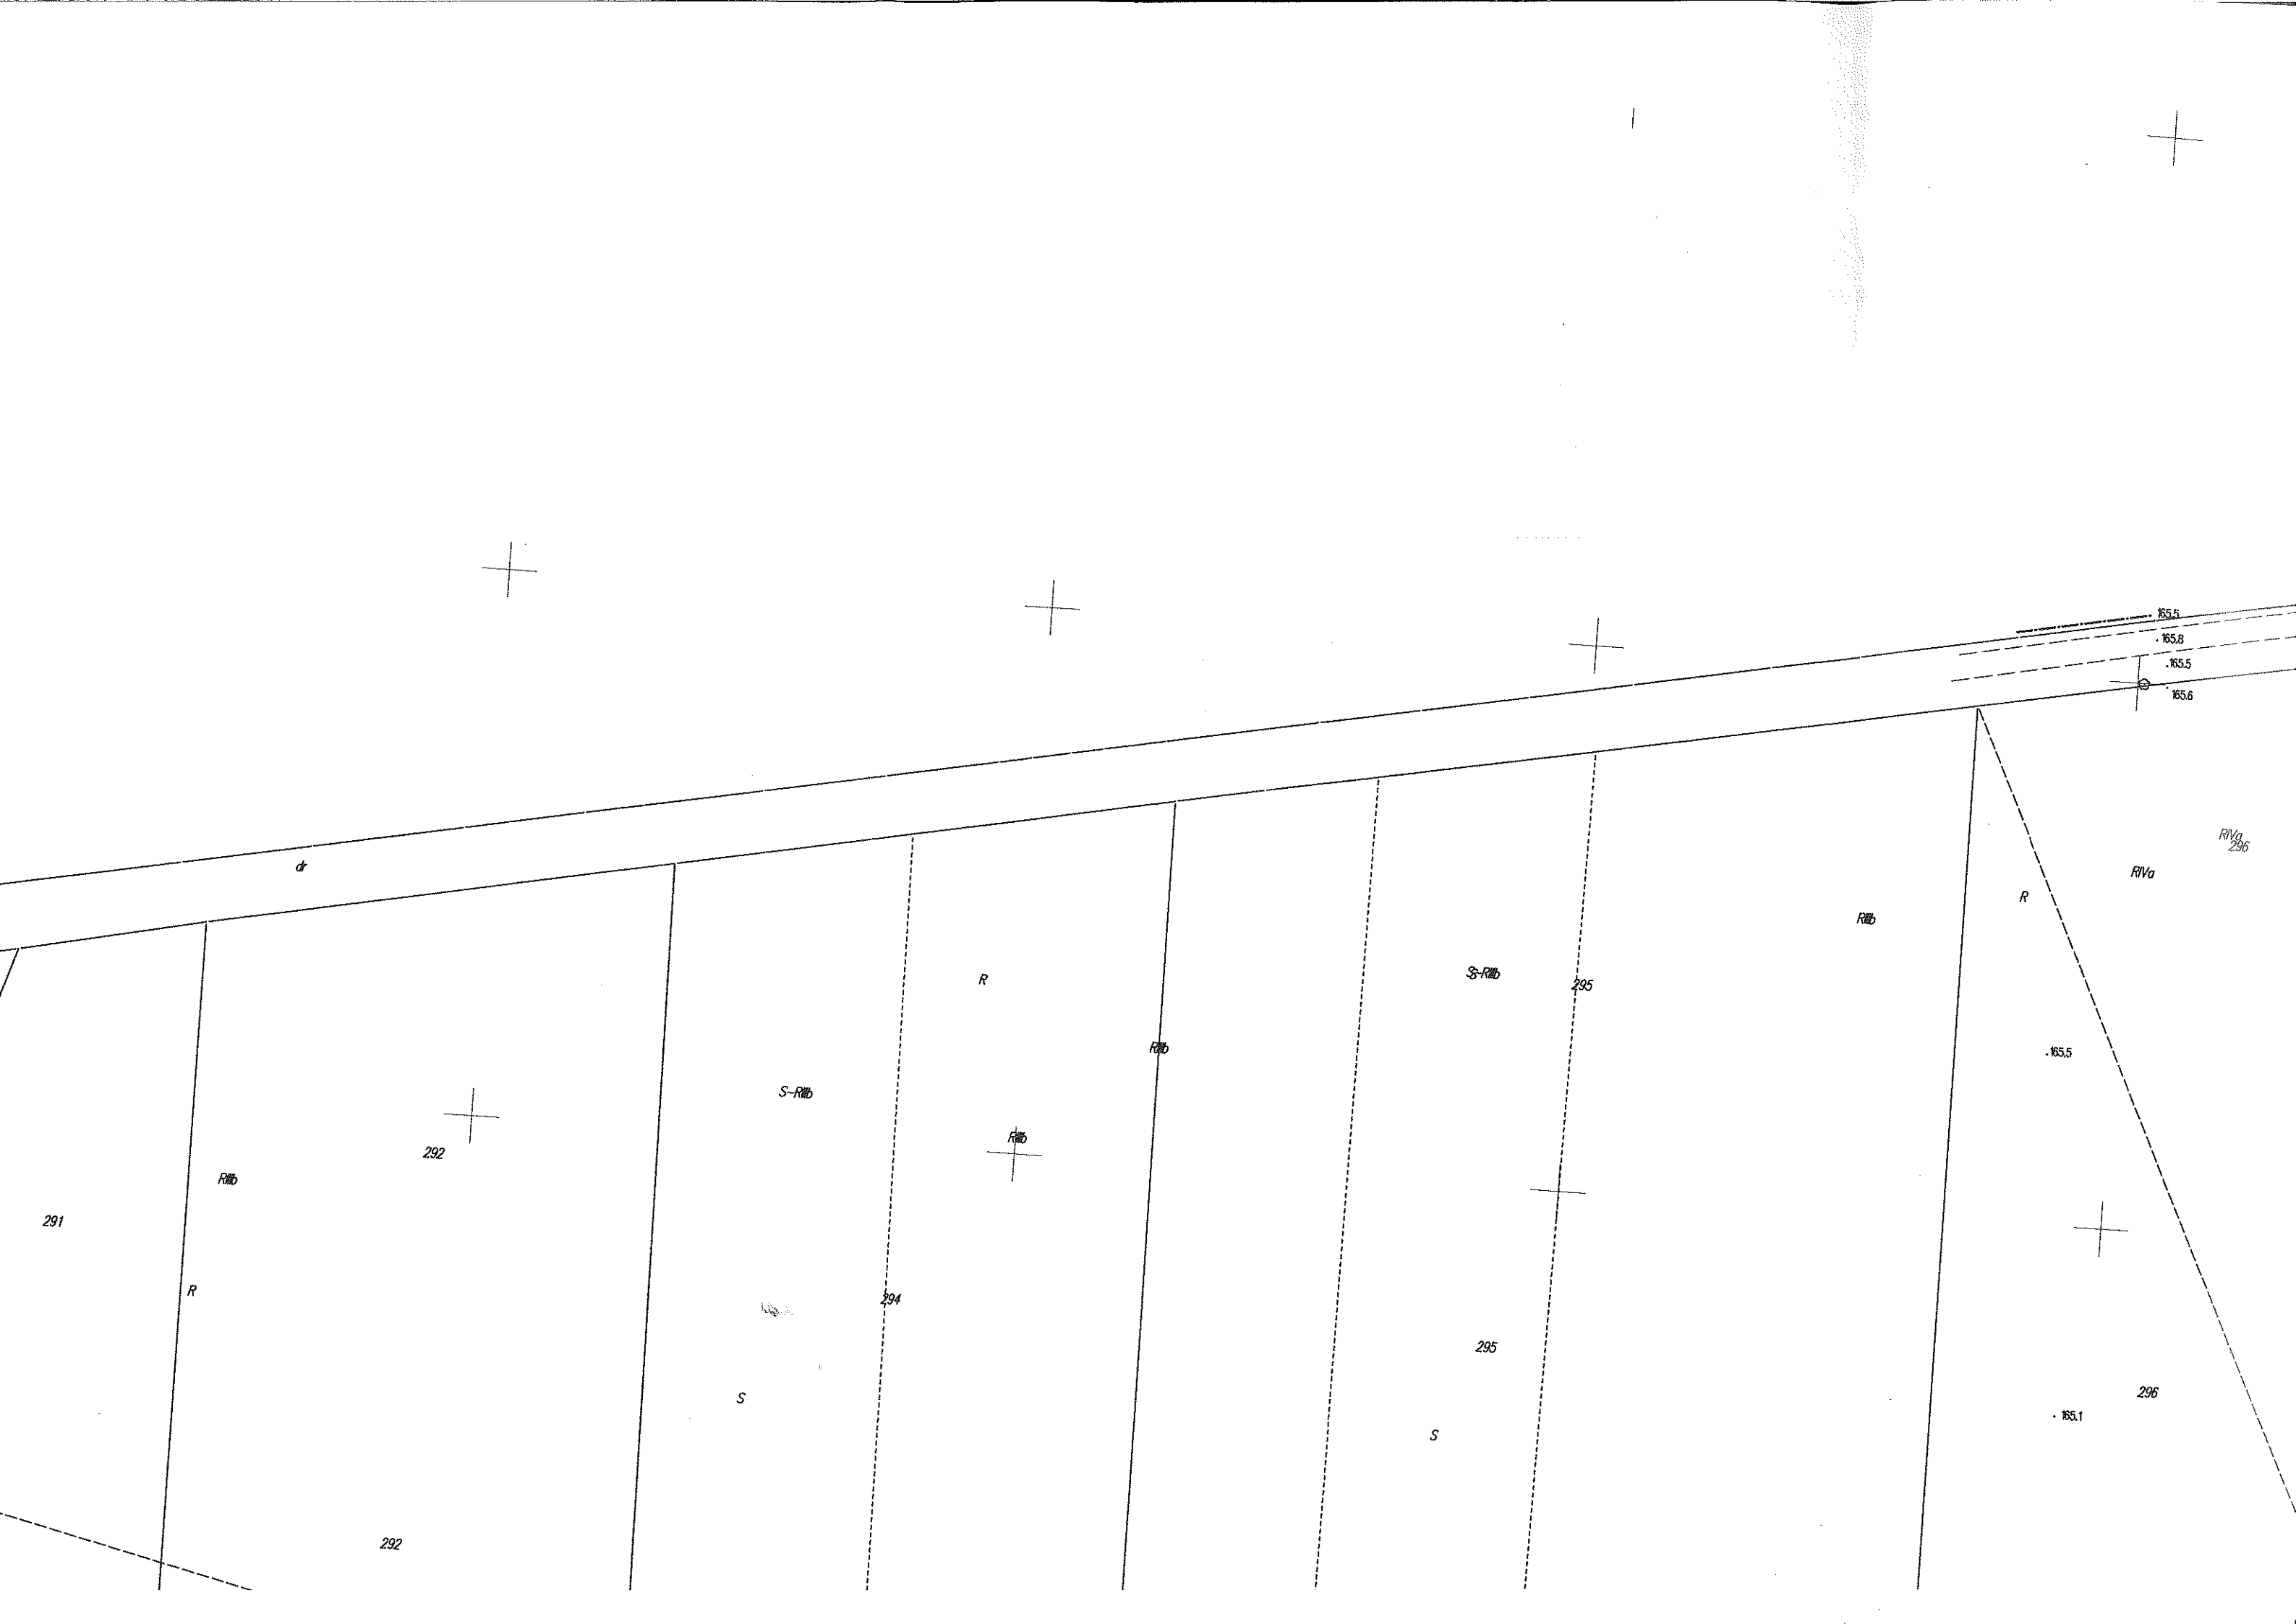 165.5
165.8
165.5
165.6
RIVa
296
dr
RIVa
R
RIIIb
R
S-RIIIb
295
RIIIb
165.5
S-RIIIb
RIIIb
292
RIIIb
291
R
294
295
296
S
165.1
S
292